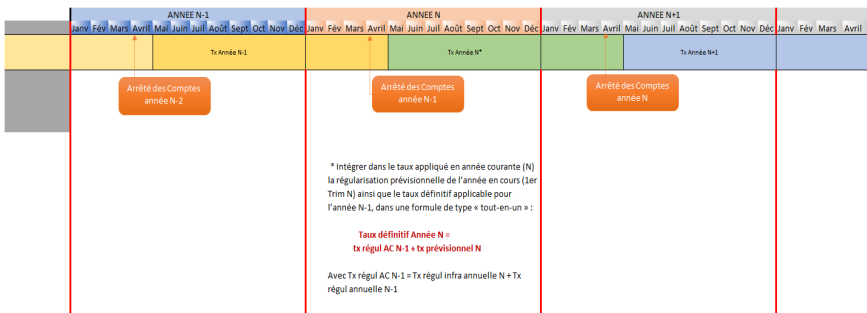 ANNEE N-1 ANNEE N ANNEE N+1
Janv Fév Mars Avril Mai Juin Juil Août Sept Oct Nov Déc Janv Fév Mars Avril Mai Juin Juil Août Sept Oct Nov Déc Janv Fév Mar Avril Mai Juin Juil Août Sept Oct Nov Déc Janv Fév Mars Avril
Tx Année N-1 Tx Année N* Tx Année N+1
Arrêté des Comptes
année N-2
Arrêté des Comptes
année N-1
Arrêté des Comptes
année N
* Intégrer dans le taux appliqué en année courante (N)
la régularisation prévisionnelle de l'année en cours (1er
Trim N) ainsi que le taux définitif applicable pour
l'année N-1, dans une formule de type « tout-en-un » :
Taux définitif Année N =
tx régul AC N-1 + tx prévisionnel N
Avec Tx régul AC N-1 = Tx régul infra annuelle N + Tx
régul annuelle N-1